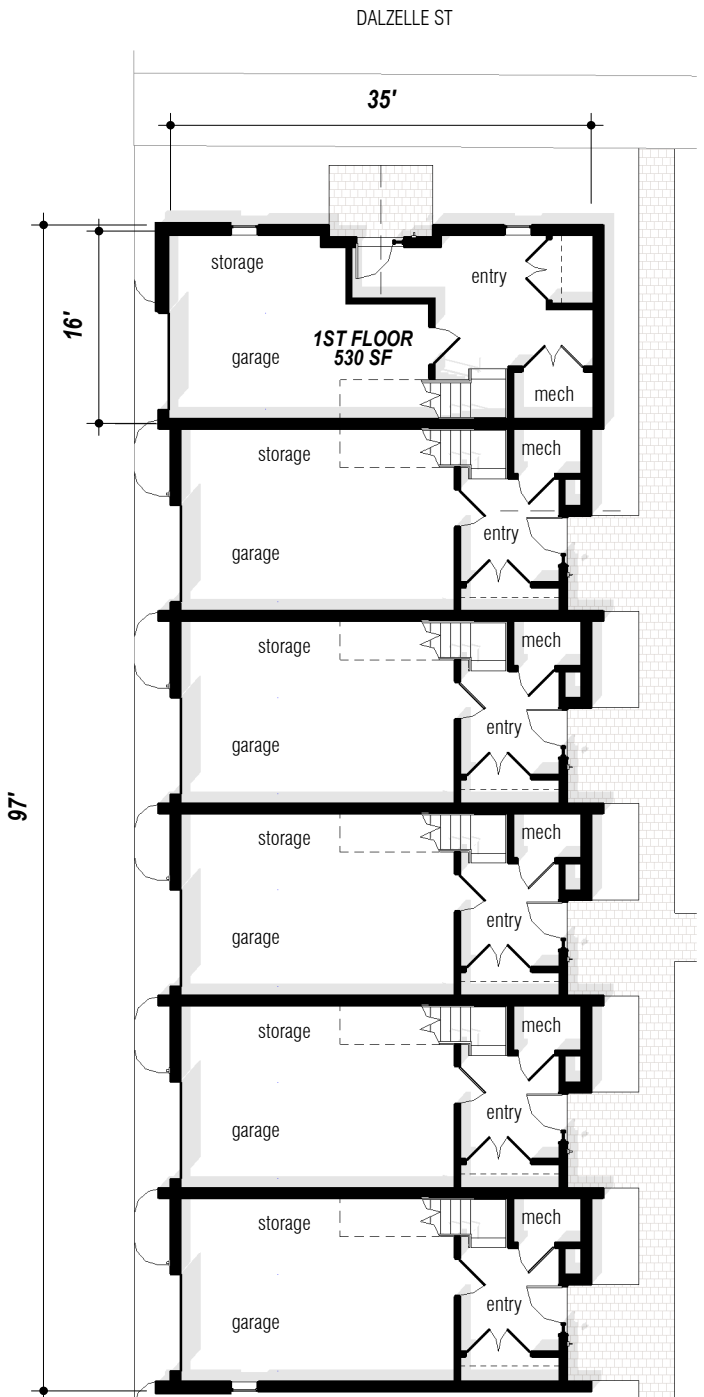 DALZELLE ST
35'
storage
entry
16'
1ST FLOOR
530 SF
garage
mech
storage
mech
entry
garage
storage
mech
entry
garage
97'
storage
mech
entry
garage
storage
mech
entry
garage
storage
mech
entry
garage